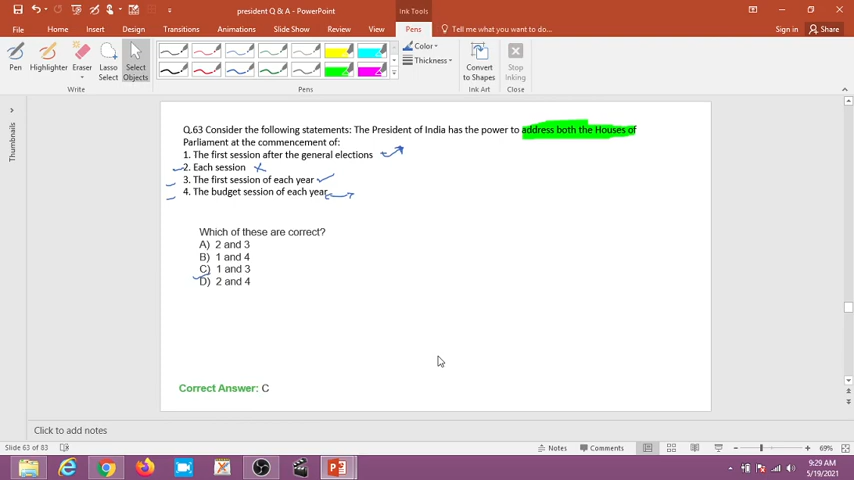 president Q & A - PowerPoint
Ink Tools
Sign in
Share
File
Home
Insert
Design
Transitions
Animations
Slide Show
Review
View
Pens
Tell me what you want to do...
Pen
Highlighter
Eraser
Lasso
Select
Select
Objects
Color
Thickness
Convert
to Shapes
Stop
Inking
Write
Pens
Ink Art
Close
Thumbnails
Q.63 Consider the following statements: The President of India has the power to address both the Houses of
Parliament at the commencement of:
1. The first session after the general elections
2. Each session
3. The first session of each year
4. The budget session of each year
Which of these are correct?
A) 2 and 3
B) 1 and 4
C) 1 and 3
D) 2 and 4
Correct Answer: C
Click to add notes
Slide 63 of 83
Notes
Comments
69%
9:29 AM
5/19/2021